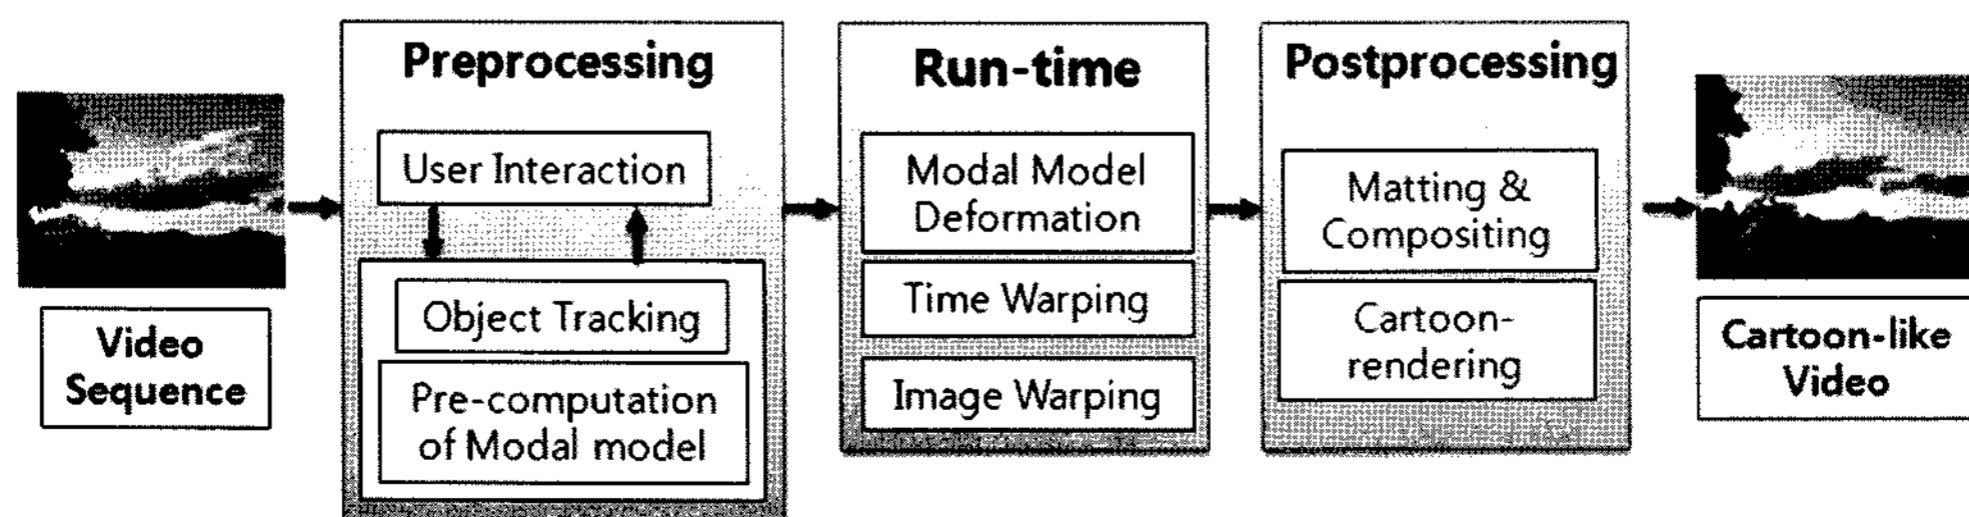 Video
Sequence
Preprocessing
User Interaction
Object Tracking
Pre-computation
of Modal model
Run-time
Modal Model
Deformation
Time Warping
Image Warping
Postprocessing
Matting &
Compositing
Cartoon-
rendering
Cartoon-like
Video